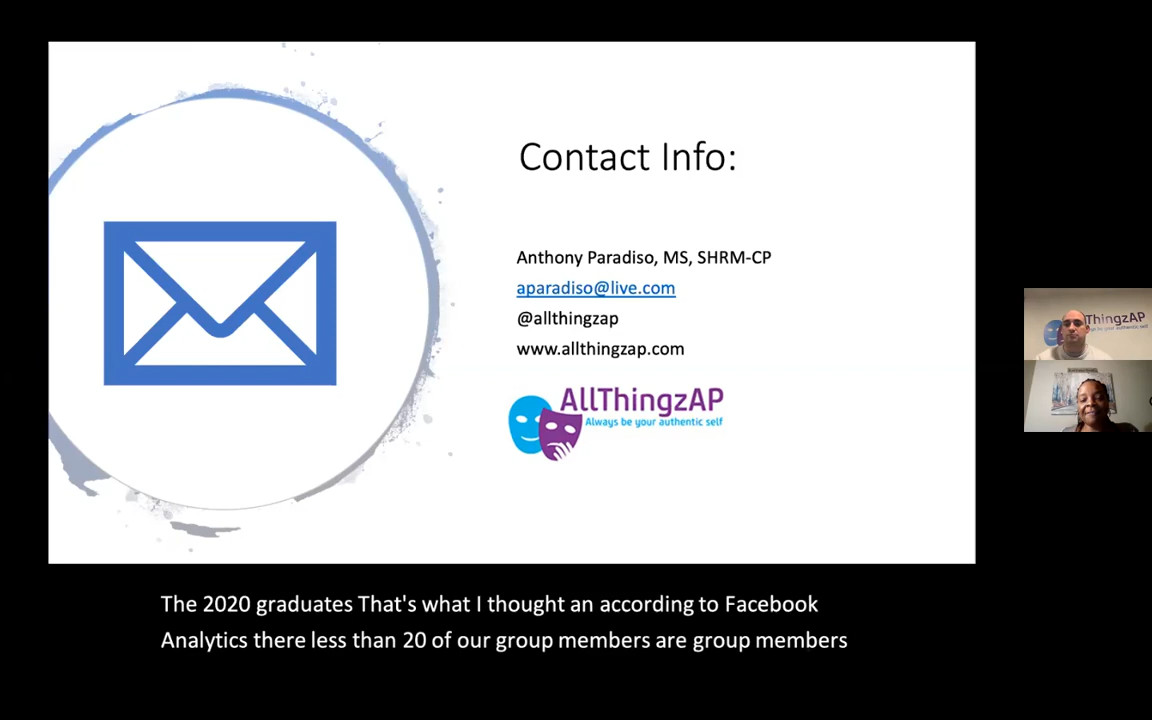 Contact Info:
Anthony Paradiso, MS, SHRM-CP
aparadiso@live.com
@allthingzap
www.allthingzap.com
AllThingzAP
Always be your authentic self
ThingzAP
The 2020 graduates That's what I thought an according to Facebook
Analytics there less than 20 of our group members are group members